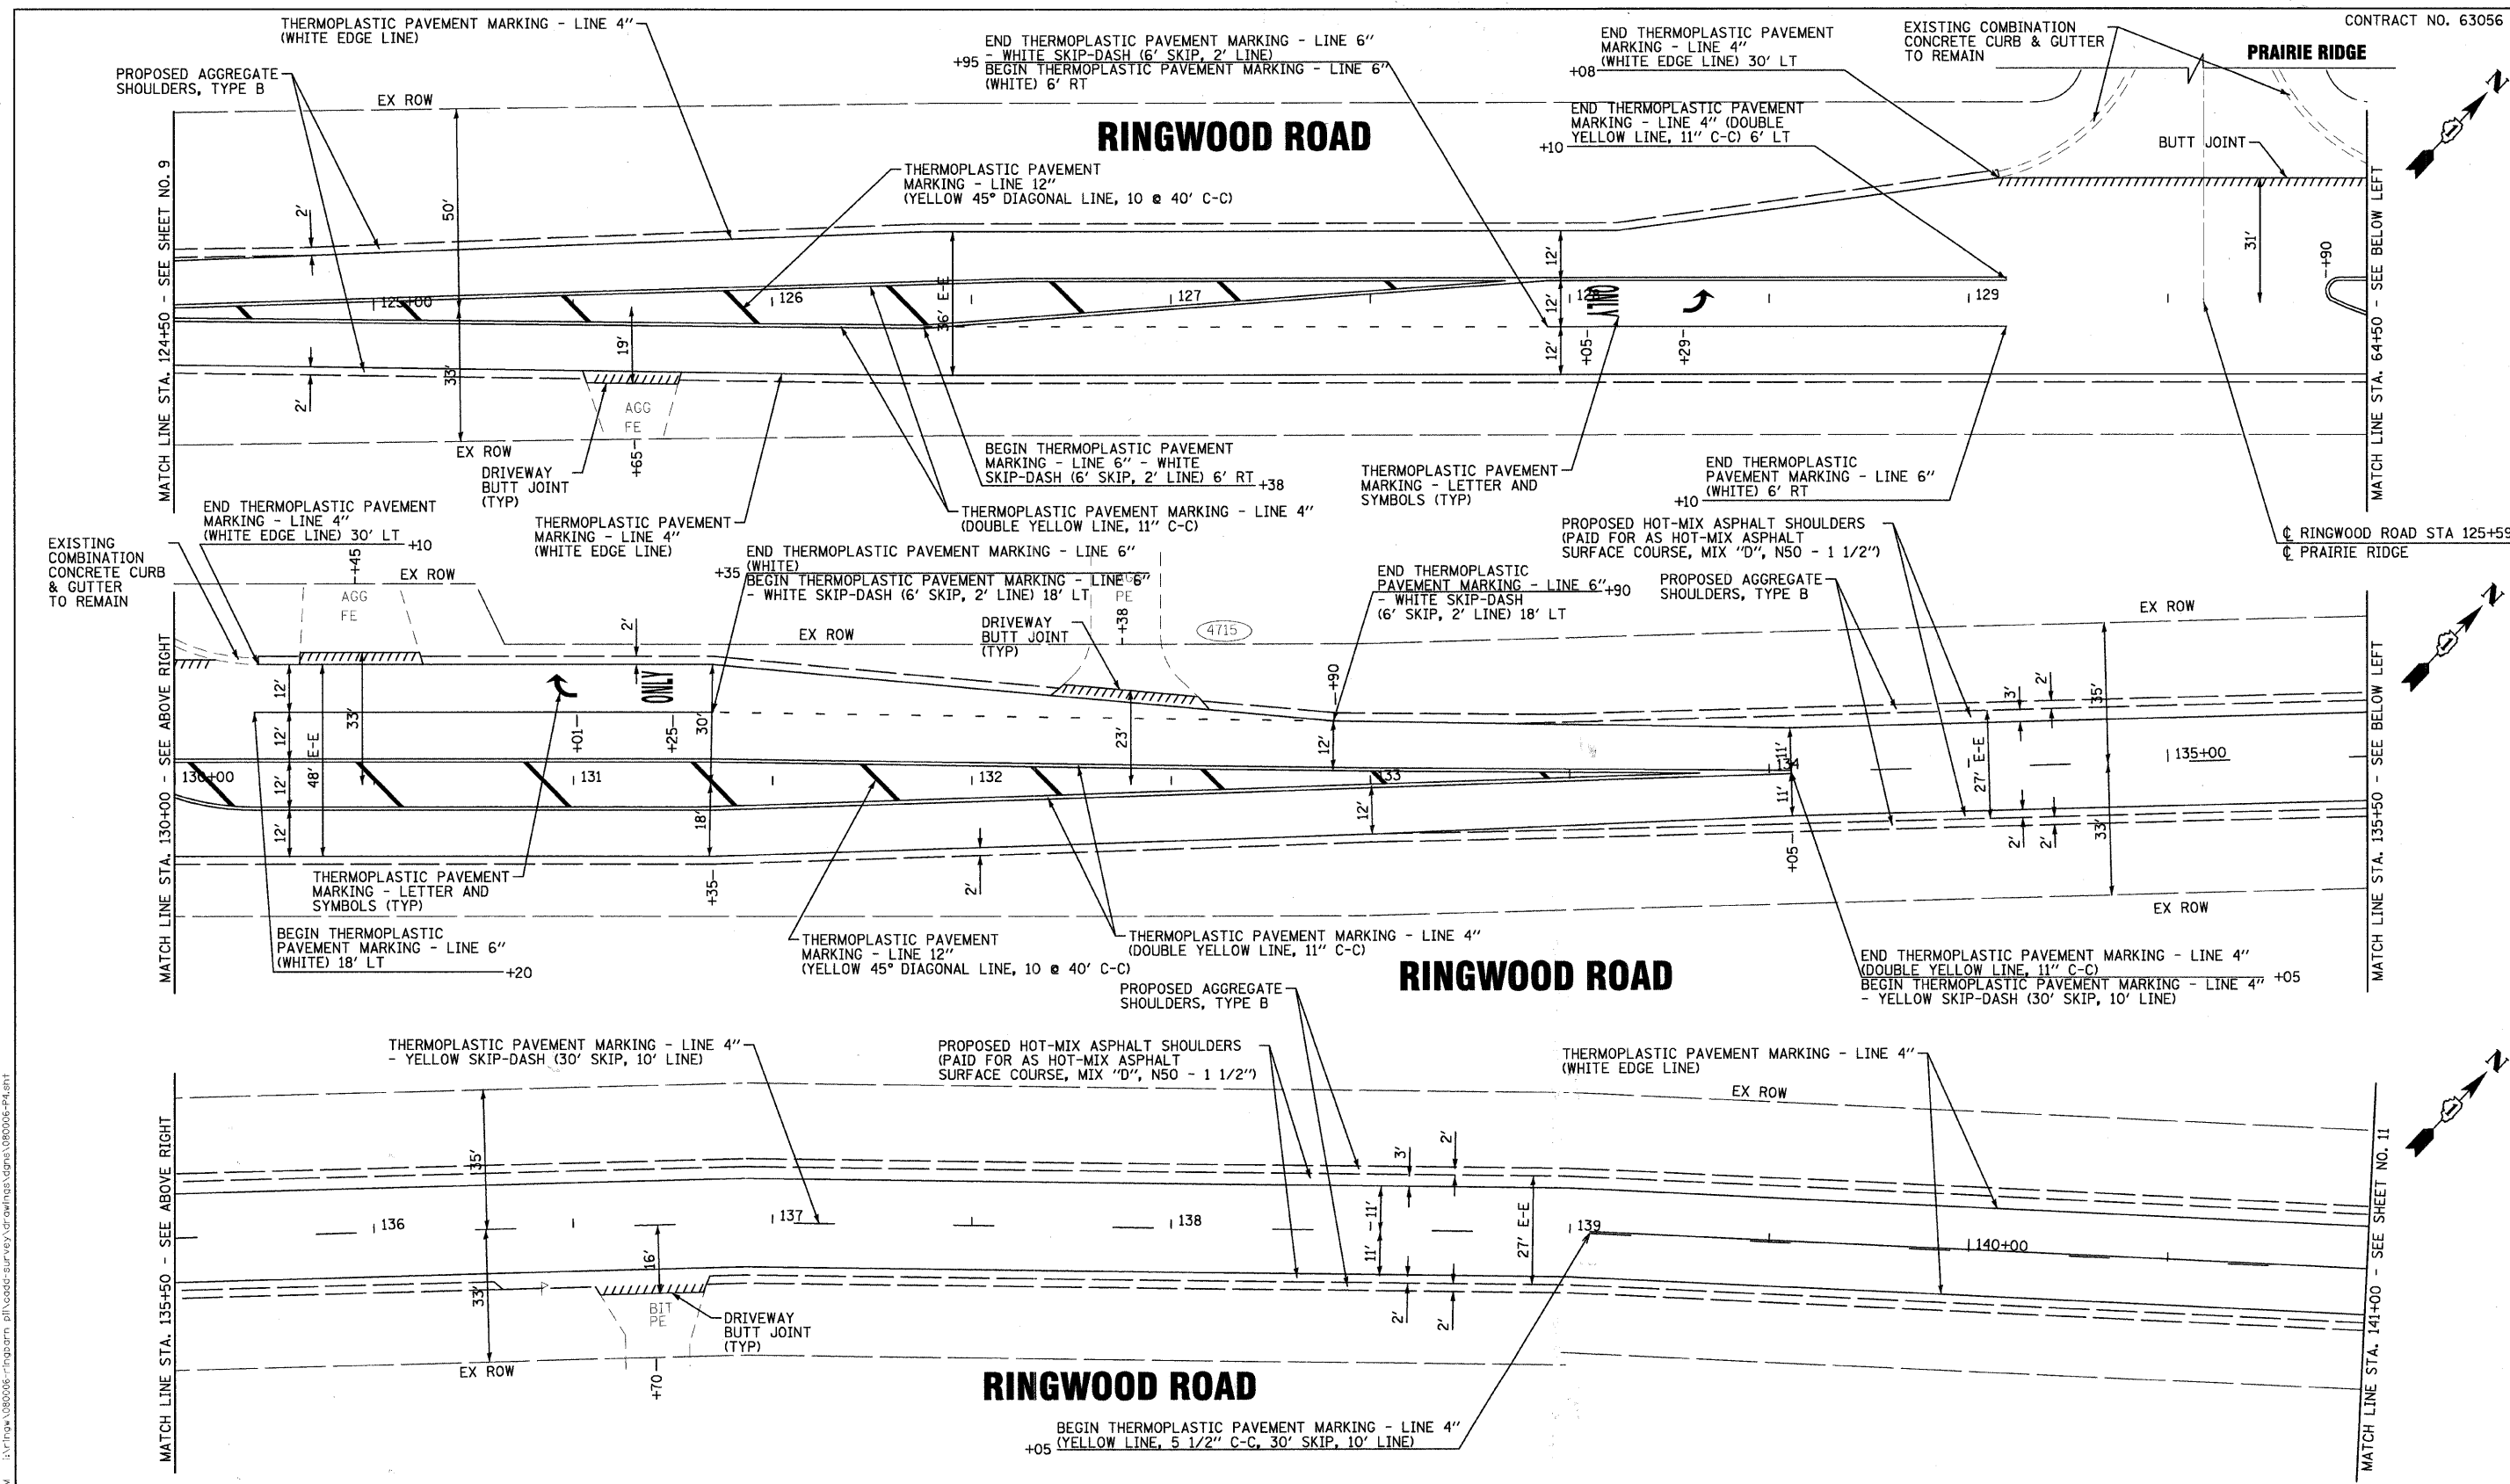 CONTRACT NO. 63056
THERMOPLASTIC PAVEMENT MARKING - LINE 4"
(WHITE EDGE LINE)
PROPOSED AGGREGATE
SHOULDERS, TYPE B
EX ROW
END THERMOPLASTIC PAVEMENT MARKING - LINE 6"
- WHITE SKIP-DASH (6' SKIP, 2' LINE)
+95
BEGIN THERMOPLASTIC PAVEMENT MARKING - LINE 6"
(WHITE) 6' RT
END THERMOPLASTIC PAVEMENT
MARKING - LINE 4"
(WHITE EDGE LINE) 30' LT
+08
EXISTING COMBINATION
CONCRETE CURB & GUTTER
TO REMAIN
PRAIRIE RIDGE
N
RINGWOOD ROAD
END THERMOPLASTIC PAVEMENT
MARKING - LINE 4" (DOUBLE
YELLOW LINE, 11" C-C) 6' LT
+10
BUTT JOINT
THERMOPLASTIC PAVEMENT
MARKING - LINE 12"
(YELLOW 45° DIAGONAL LINE, 10 @ 40' C-C)
MATCH LINE STA. 124+50 - SEE SHEET NO. 9
2'
50'
36' E-E
12'
12'
12'
31'
+90
125+00
126
127
128
129
ONLY
+05
+29
19'
33'
2'
AGG
FE
+65
EX ROW
DRIVEWAY
BUTT JOINT
(TYP)
THERMOPLASTIC PAVEMENT
MARKING - LINE 4"
(WHITE EDGE LINE)
BEGIN THERMOPLASTIC PAVEMENT
MARKING - LINE 6" - WHITE
SKIP-DASH (6' SKIP, 2' LINE) 6' RT
+38
THERMOPLASTIC PAVEMENT MARKING - LINE 4"
(DOUBLE YELLOW LINE, 11" C-C)
THERMOPLASTIC PAVEMENT
MARKING - LETTER AND
SYMBOLS (TYP)
END THERMOPLASTIC
PAVEMENT MARKING - LINE 6"
(WHITE) 6' RT
+10
MATCH LINE STA. 64+50 - SEE BELOW LEFT
℄ RINGWOOD ROAD STA 125+59
℄ PRAIRIE RIDGE
EXISTING
COMBINATION
CONCRETE CURB
& GUTTER
TO REMAIN
END THERMOPLASTIC PAVEMENT
MARKING - LINE 4"
(WHITE EDGE LINE) 30' LT
+10
+45
AGG
FE
EX ROW
END THERMOPLASTIC PAVEMENT MARKING - LINE 6"
(WHITE)
+35
BEGIN THERMOPLASTIC PAVEMENT MARKING - LINE 6"
- WHITE SKIP-DASH (6' SKIP, 2' LINE) 18' LT
EX ROW
PE
+38
DRIVEWAY
BUTT JOINT
(TYP)
4715
END THERMOPLASTIC
PAVEMENT MARKING - LINE 6"
- WHITE SKIP-DASH
(6' SKIP, 2' LINE) 18' LT
+90
PROPOSED HOT-MIX ASPHALT SHOULDERS
(PAID FOR AS HOT-MIX ASPHALT
SURFACE COURSE, MIX "D", N50 - 1 1/2")
PROPOSED AGGREGATE
SHOULDERS, TYPE B
EX ROW
N
MATCH LINE STA. 130+00 - SEE ABOVE RIGHT
12'
12'
12'
12'
48' E-E
33'
2'
ONLY
+01
+25
30'
18'
+35
23'
+90
12'
12'
11'
11'
+05
27' E-E
3'
2'
35'
2'
2'
33'
2'
130+00
131
132
133
134
135+00
THERMOPLASTIC PAVEMENT
MARKING - LETTER AND
SYMBOLS (TYP)
BEGIN THERMOPLASTIC
PAVEMENT MARKING - LINE 6"
(WHITE) 18' LT
+20
THERMOPLASTIC PAVEMENT
MARKING - LINE 12"
(YELLOW 45° DIAGONAL LINE, 10 @ 40' C-C)
THERMOPLASTIC PAVEMENT MARKING - LINE 4"
(DOUBLE YELLOW LINE, 11" C-C)
RINGWOOD ROAD
EX ROW
END THERMOPLASTIC PAVEMENT MARKING - LINE 4"
(DOUBLE YELLOW LINE, 11" C-C)
+05
BEGIN THERMOPLASTIC PAVEMENT MARKING - LINE 4"
- YELLOW SKIP-DASH (30' SKIP, 10' LINE)
MATCH LINE STA. 135+50 - SEE BELOW LEFT
PROPOSED AGGREGATE
SHOULDERS, TYPE B
THERMOPLASTIC PAVEMENT MARKING - LINE 4"
- YELLOW SKIP-DASH (30' SKIP, 10' LINE)
PROPOSED HOT-MIX ASPHALT SHOULDERS
(PAID FOR AS HOT-MIX ASPHALT
SURFACE COURSE, MIX "D", N50 - 1 1/2")
THERMOPLASTIC PAVEMENT MARKING - LINE 4"
(WHITE EDGE LINE)
EX ROW
N
MATCH LINE STA. 135+50 - SEE ABOVE RIGHT
35'
33'
16'
3'
2'
11'
11'
27' E-E
2'
2'
136
137
138
139
140+00
BIT
PE
+70
DRIVEWAY
BUTT JOINT
(TYP)
EX ROW
RINGWOOD ROAD
BEGIN THERMOPLASTIC PAVEMENT MARKING - LINE 4"
+05
(YELLOW LINE, 5 1/2" C-C, 30' SKIP, 10' LINE)
MATCH LINE STA. 141+00 - SEE SHEET NO. 11